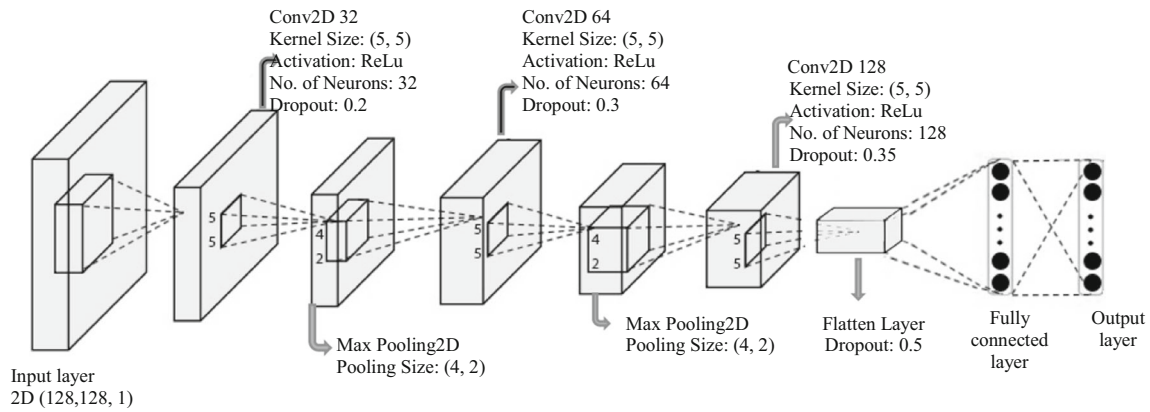 Conv2D 32
Kernel Size: (5, 5)
Activation: ReLu
No. of Neurons: 32
Dropout: 0.2
Conv2D 64
Kernel Size: (5, 5)
Activation: ReLu
No. of Neurons: 64
Dropout: 0.3
Conv2D 128
Kernel Size: (5, 5)
Activation: ReLu
No. of Neurons: 128
Dropout: 0.35
5
5
4
2
5
5
4
2
5
5
Input layer
2D (128,128, 1)
Max Pooling2D
Pooling Size: (4, 2)
Max Pooling2D
Pooling Size: (4, 2)
Flatten Layer
Dropout: 0.5
Fully
connected
layer
Output
layer